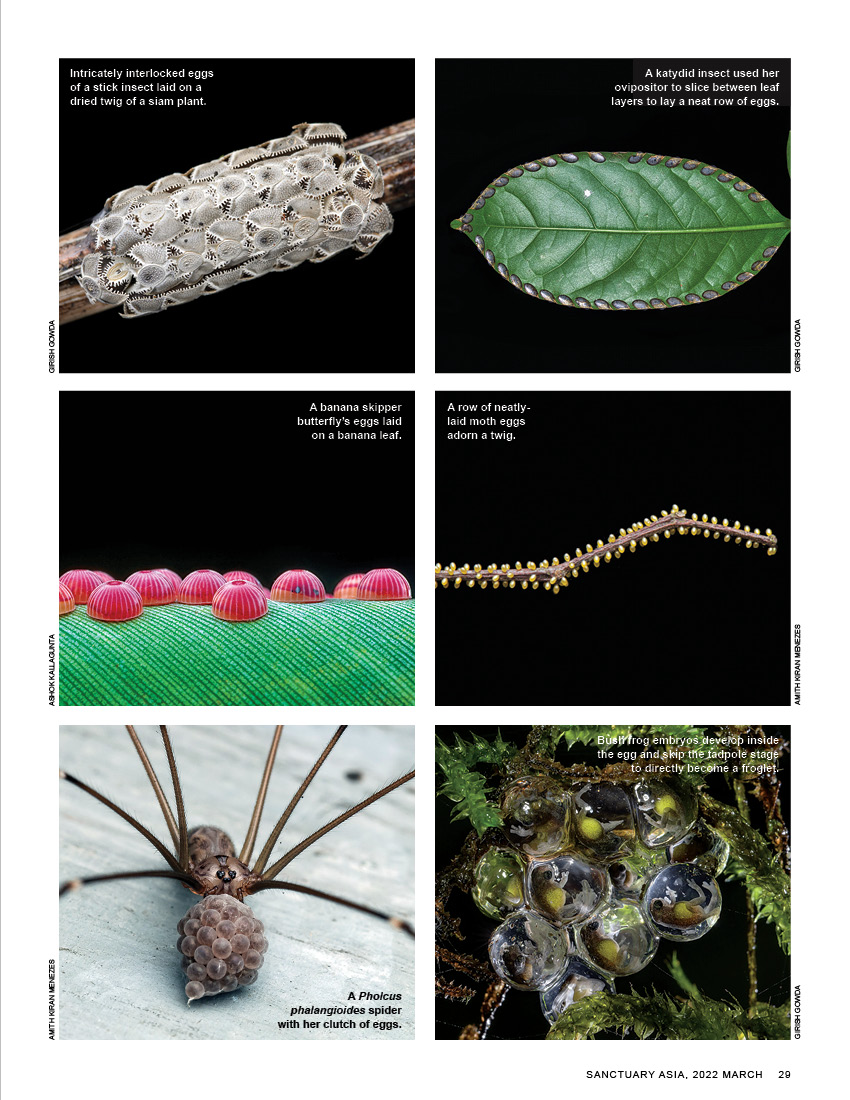 Intricately interlocked eggs
of a stick insect laid on a
dried twig of a siam plant.
GIRISH GOWDA
A katydid insect used her
ovipositor to slice between leaf
layers to lay a neat row of eggs.
GIRISH GOWDA
A banana skipper
butterfly's eggs laid
on a banana leaf.
ASHOK KALLAGUNTA
A row of neatly-
laid moth eggs
adorn a twig.
AMITH KIRAN MENEZES
A Pholcus
phalangioides spider
with her clutch of eggs.
AMITH KIRAN MENEZES
Bush frog embryos develop inside
the egg and skip the tadpole stage
to directly become a froglet.
GIRISH GOWDA
SANCTUARY ASIA, 2022 MARCH 29